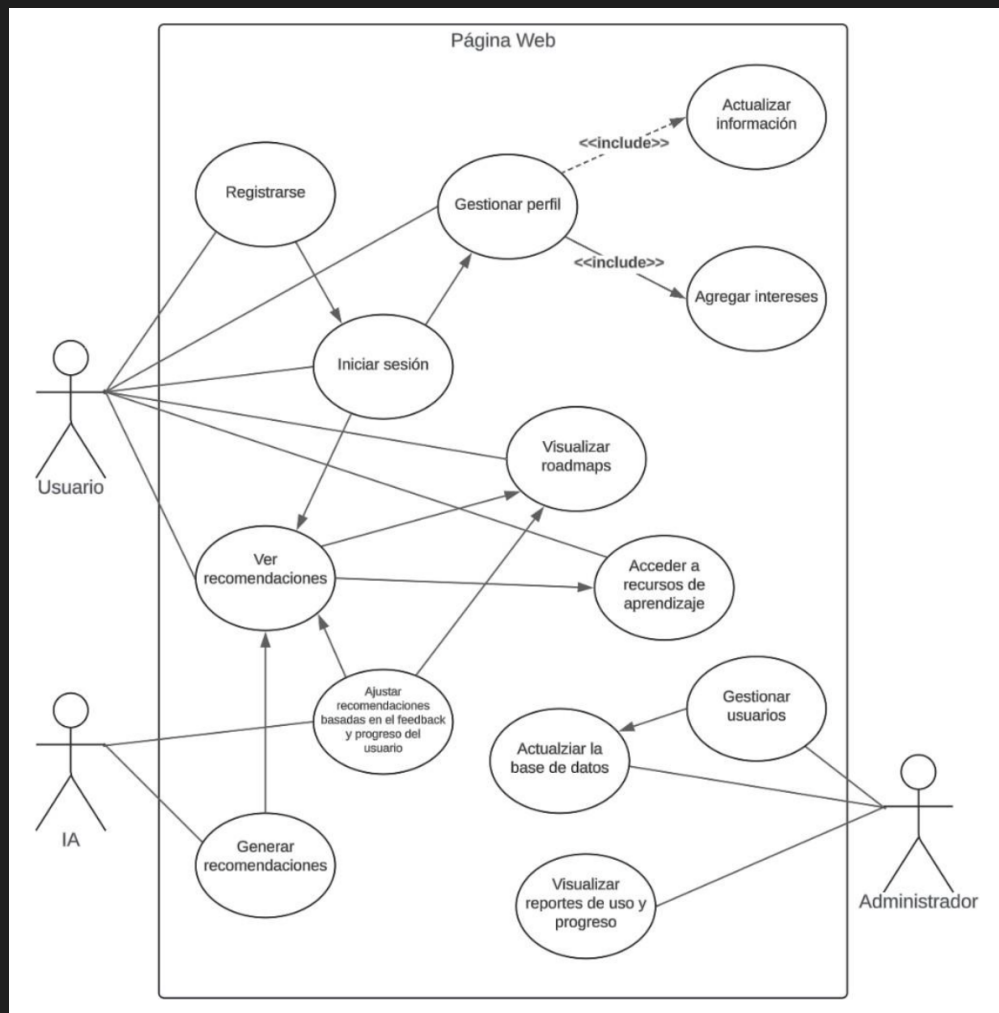 Página Web
Actualizar
información
<<include>>
Registrarse
Gestionar perfil
<<include>>
Agregar intereses
Iniciar sesión
Usuario
Visualizar
roadmaps
Ver
recomendaciones
Acceder a
recursos de
aprendizaje
Ajustar
recomendaciones
basadas en el feedback
y progreso del
usuario
Gestionar
usuarios
Actualziar la
base de datos
IA
Generar
recomendaciones
Visualizar
reportes de uso y
progreso
Administrador